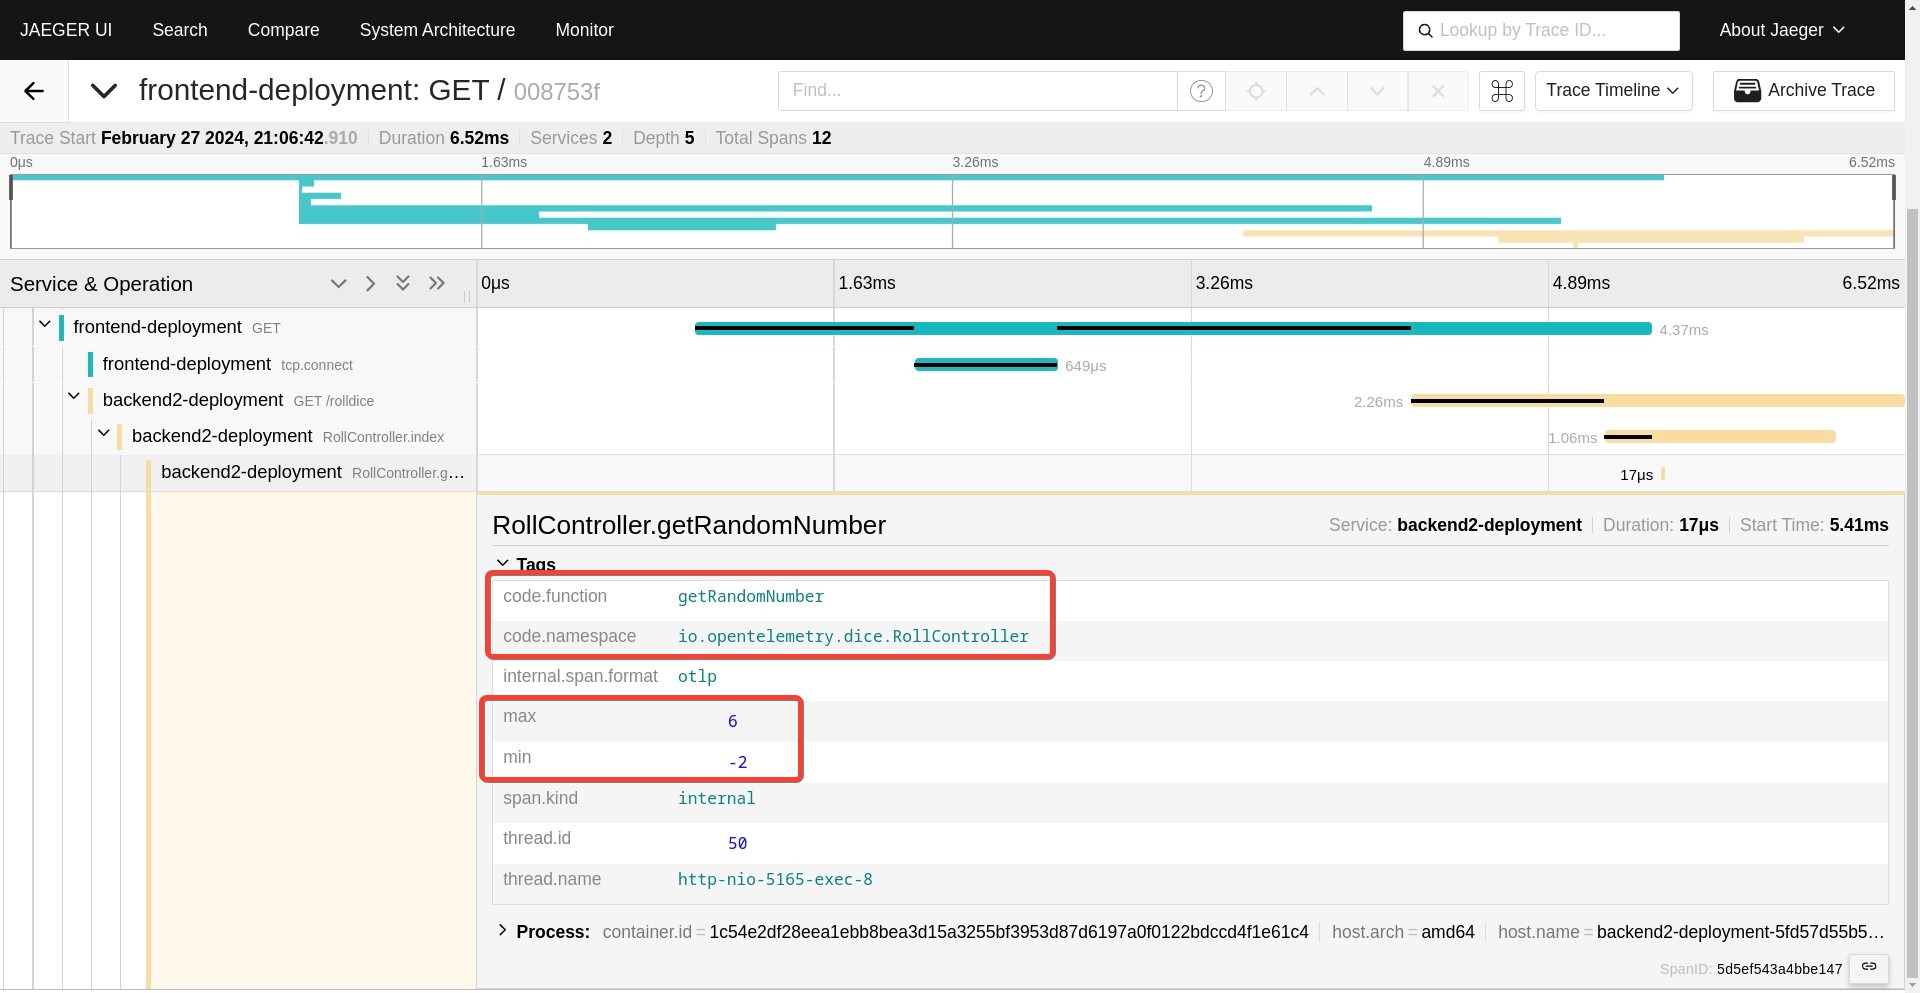 JAEGER UI Search Compare System Architecture Monitor Lookup by Trace ID... About Jaeger
frontend-deployment: GET / 008753f Find... Trace Timeline Archive Trace
Trace Start February 27 2024, 21:06:42.910 Duration 6.52ms Services 2 Depth 5 Total Spans 12
0μs 1.63ms 3.26ms 4.89ms 6.52ms
Service & Operation 0μs 1.63ms 3.26ms 4.89ms 6.52ms
frontend-deployment GET 4.37ms
frontend-deployment tcp.connect 649μs
backend2-deployment GET /rolldice 2.26ms
backend2-deployment RollController.index 1.06ms
backend2-deployment RollController.g… 17μs
RollController.getRandomNumber Service: backend2-deployment Duration: 17μs Start Time: 5.41ms
Tags
code.function getRandomNumber
code.namespace io.opentelemetry.dice.RollController
internal.span.format otlp
max 6
min -2
span.kind internal
thread.id 50
thread.name http-nio-5165-exec-8
Process: container.id = 1c54e2df28eea1ebb8bea3d15a3255bf3953d87d6197a0f0122bdccd4f1e61c4 host.arch = amd64 host.name = backend2-deployment-5fd57d55b5…
SpanID: 5d5ef543a4bbe147